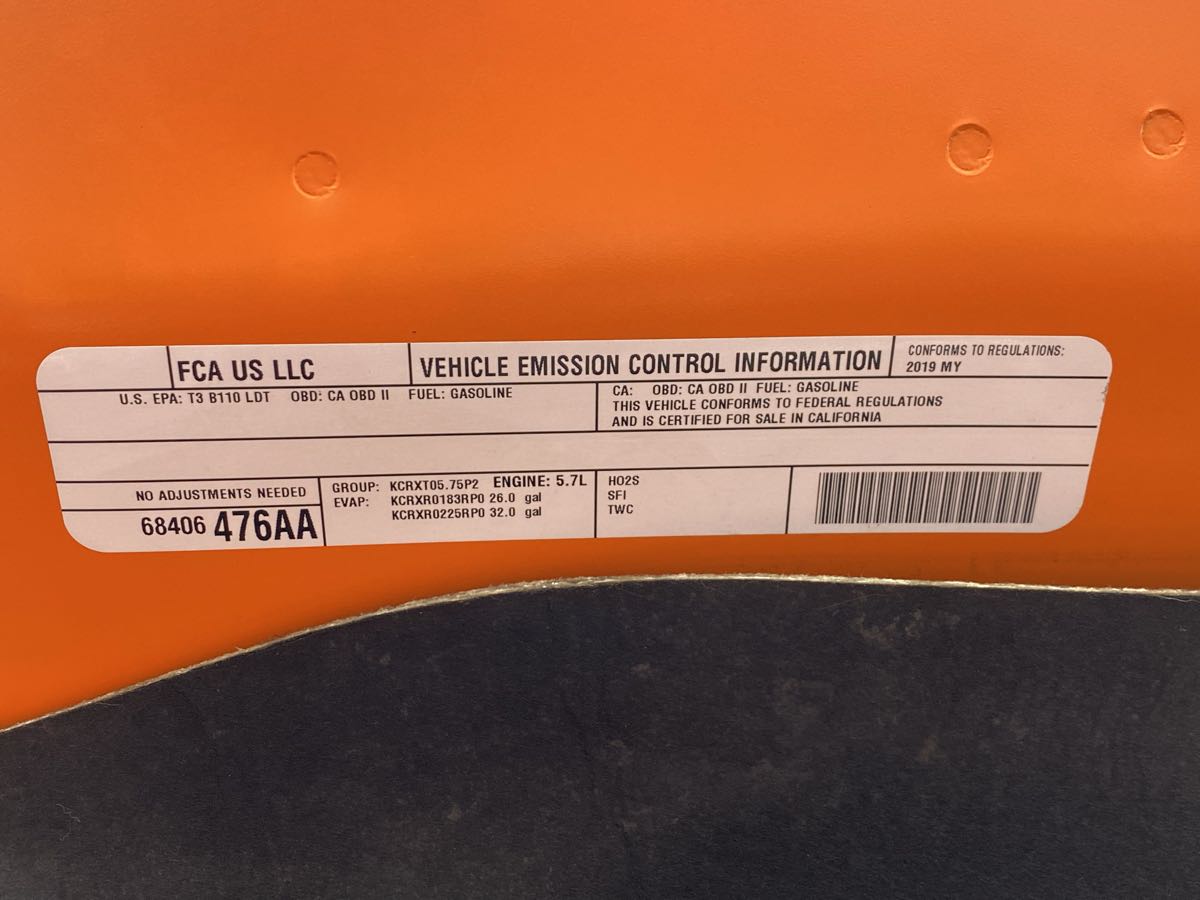 FCA US LLC
VEHICLE EMISSION CONTROL INFORMATION
CONFORMS TO REGULATIONS:
2019 MY
U.S. EPA: T3 B110 LDT OBD: CA OBD II FUEL: GASOLINE
CA: OBD: CA OBD II FUEL: GASOLINE
THIS VEHICLE CONFORMS TO FEDERAL REGULATIONS
AND IS CERTIFIED FOR SALE IN CALIFORNIA
NO ADJUSTMENTS NEEDED
68406 476AA
GROUP: KCRXT05.75P2 ENGINE: 5.7L
EVAP: KCRXR0183RP0 26.0 gal
KCRXR0225RP0 32.0 gal
HO2S
SFI
TWC